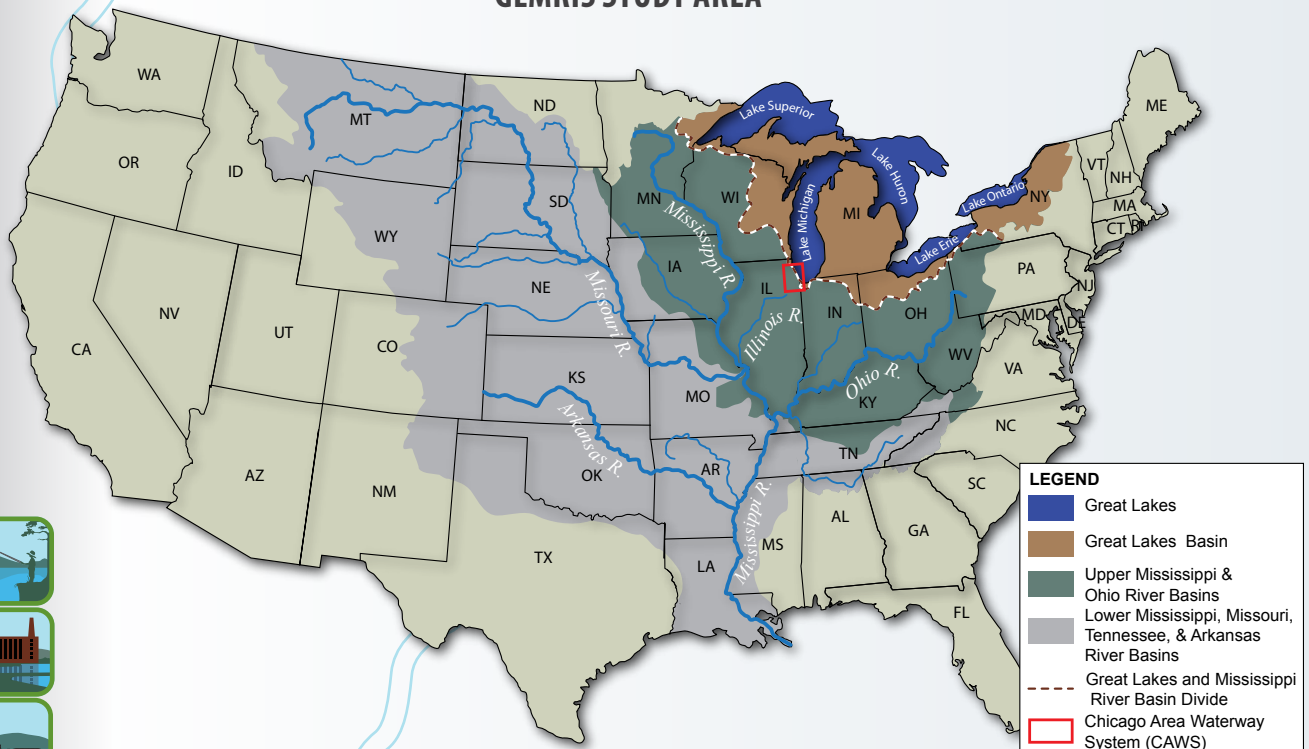 GLMRIS STUDY AREA
WA
MT
ND
ME
OR
ID
MN
WI
Lake Superior
Lake Huron
Lake Michigan
MI
Lake Ontario
NY
VT
NH
MA
CT
RI
SD
WY
Mississippi R.
IA
Lake Erie
PA
NJ
NE
Missouri R.
IL
IN
OH
MD
DE
NV
UT
CO
Illinois R.
WV
VA
CA
KS
MO
Ohio R.
KY
Arkansas R.
NC
TN
AZ
NM
OK
AR
SC
Mississippi R.
MS
AL
GA
TX
LA
FL
LEGEND
Great Lakes
Great Lakes Basin
Upper Mississippi &
Ohio River Basins
Lower Mississippi, Missouri,
Tennessee, & Arkansas
River Basins
Great Lakes and Mississippi
River Basin Divide
Chicago Area Waterway
System (CAWS)